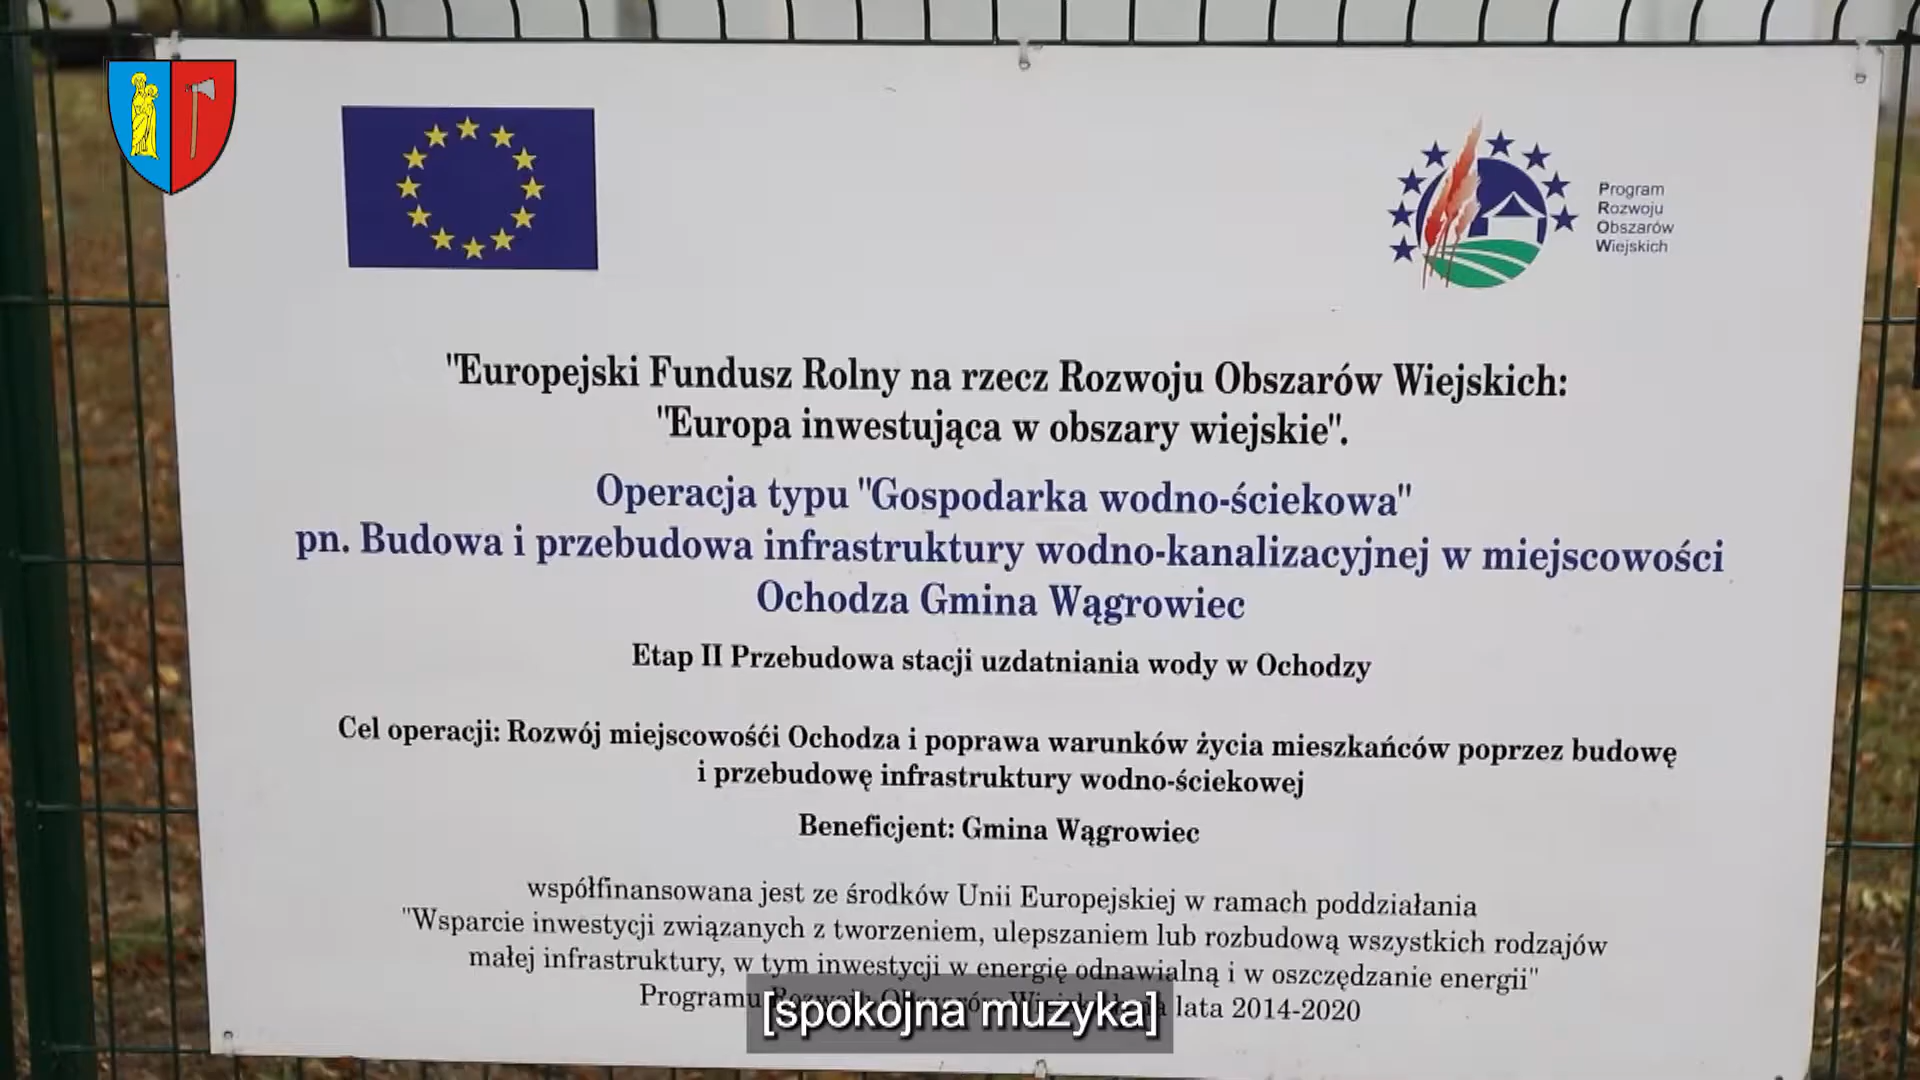 Program
Rozwoju
Obszarów
Wiejskich
"Europejski Fundusz Rolny na rzecz Rozwoju Obszarów Wiejskich:
"Europa inwestująca w obszary wiejskie".
Operacja typu "Gospodarka wodno-ściekowa"
pn. Budowa i przebudowa infrastruktury wodno-kanalizacyjnej w miejscowości
Ochodza Gmina Wągrowiec
Etap II Przebudowa stacji uzdatniania wody w Ochodzy
Cel operacji: Rozwój miejscowośći Ochodza i poprawa warunków życia mieszkańców poprzez budowę
i przebudowę infrastruktury wodno-ściekowej
Beneficjent: Gmina Wągrowiec
współfinansowana jest ze środków Unii Europejskiej w ramach poddziałania
"Wsparcie inwestycji związanych z tworzeniem, ulepszaniem lub rozbudową wszystkich rodzajów
małej infrastruktury, w tym inwestycji w energię odnawialną i w oszczędzanie energii"
Programu lata 2014-2020
[spokojna muzyka]